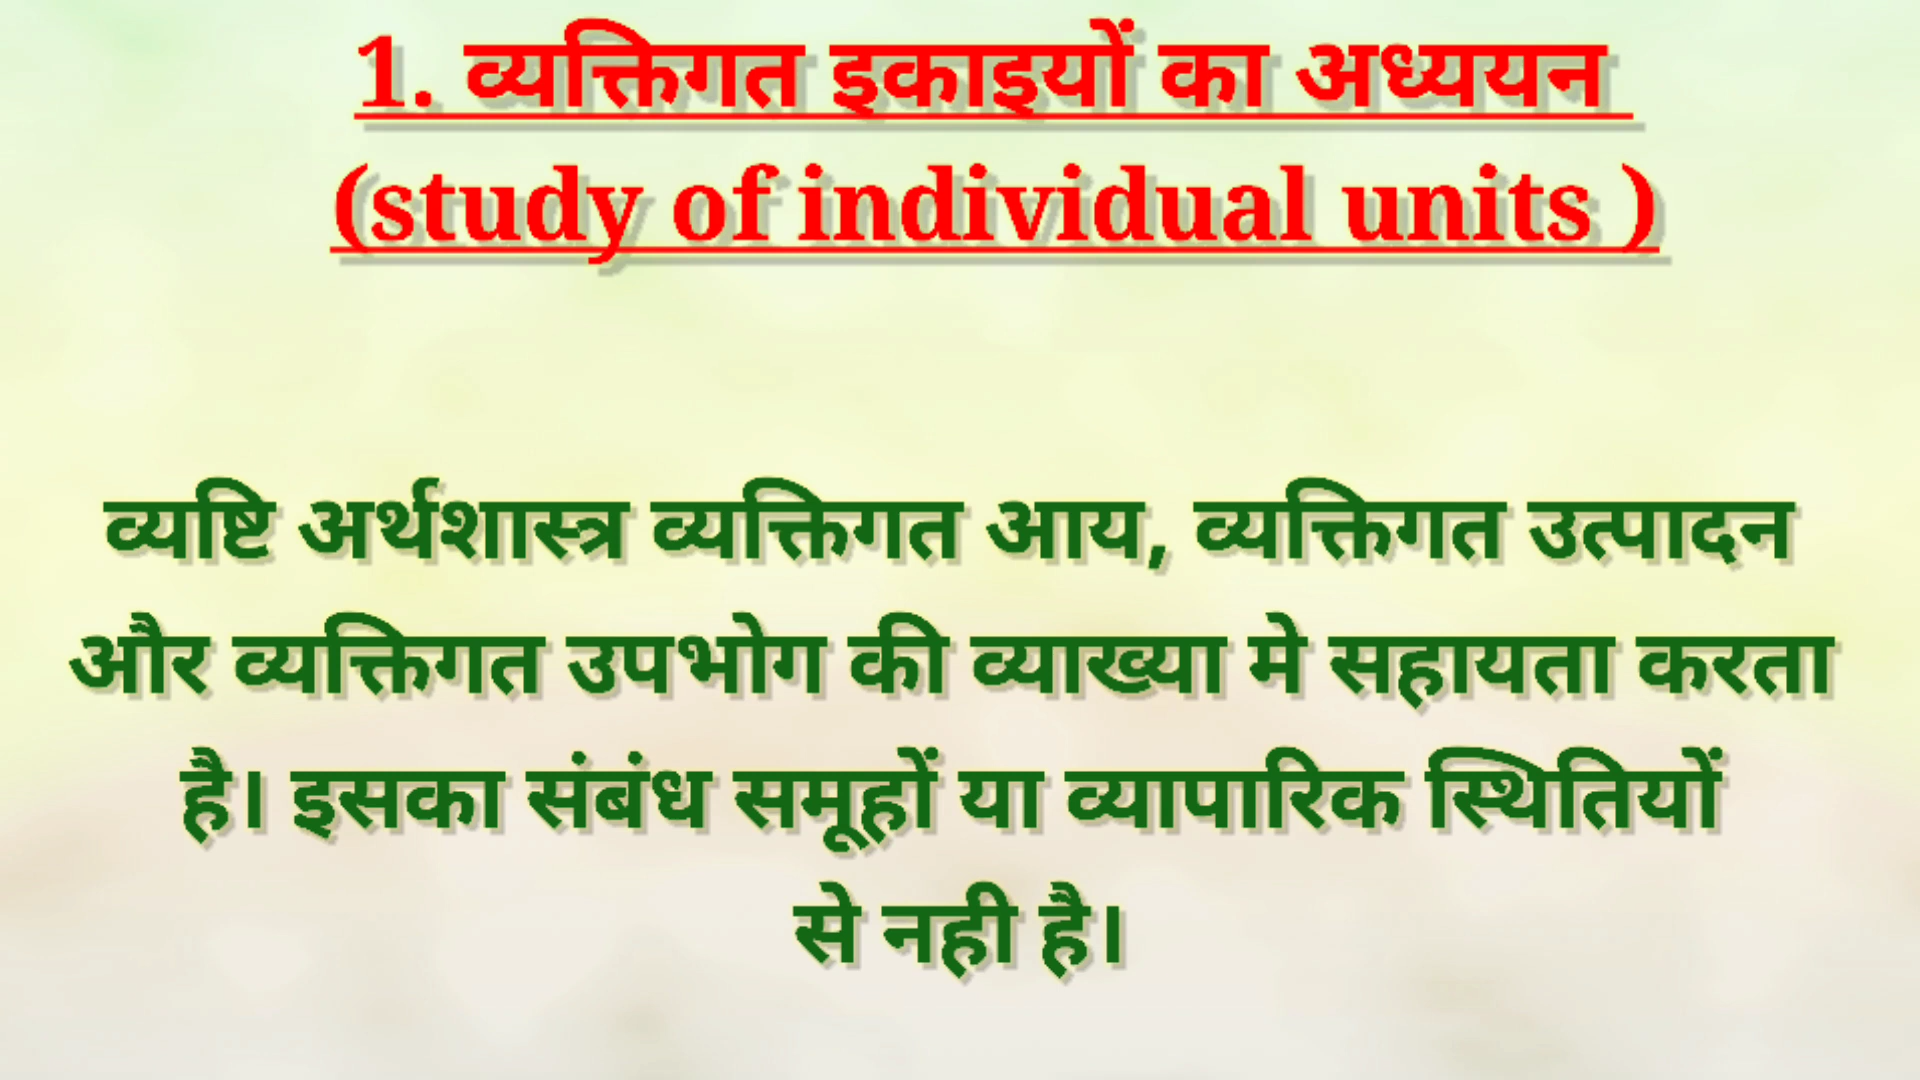 1. व्यक्तिगत इकाइयों का अध्ययन
(study of individual units )
व्यष्टि अर्थशास्त्र व्यक्तिगत आय, व्यक्तिगत उत्पादन
और व्यक्तिगत उपभोग की व्याख्या मे सहायता करता
है। इसका संबंध समूहों या व्यापारिक स्थितियों
से नही है।